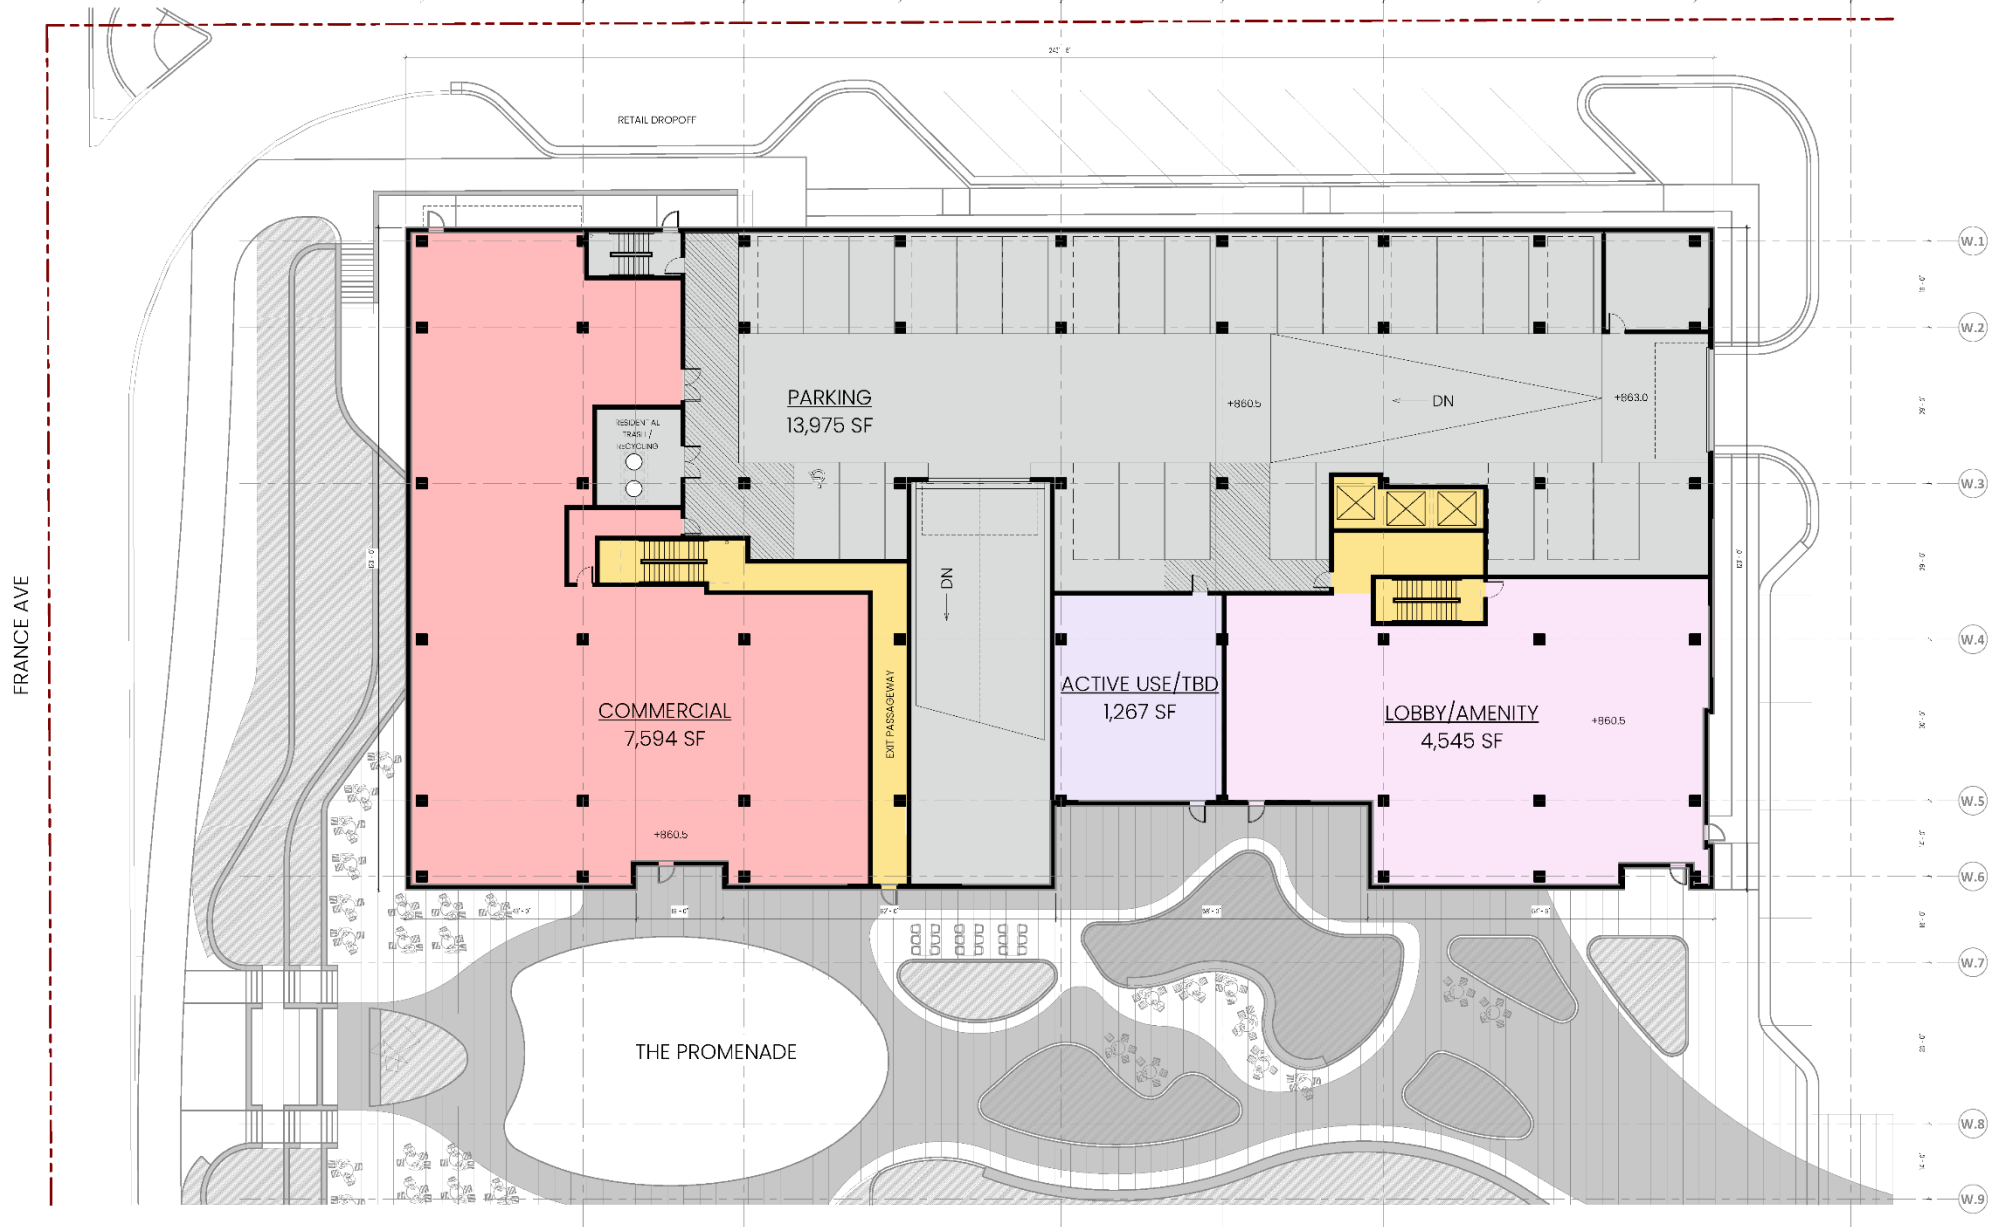 243' - 6"
RETAIL DROPOFF
W.1
W.2
PARKING
13,975 SF
+860.5
DN
+863.0
RESIDENTIAL
TRASH /
RECYCLING
W.3
DN
FRANCE AVE
W.4
ACTIVE USE/TBD
1,267 SF
COMMERCIAL
7,594 SF
EXIT PASSAGEWAY
LOBBY/AMENITY
4,545 SF
+860.5
W.5
+860.5
W.6
W.7
THE PROMENADE
W.8
W.9